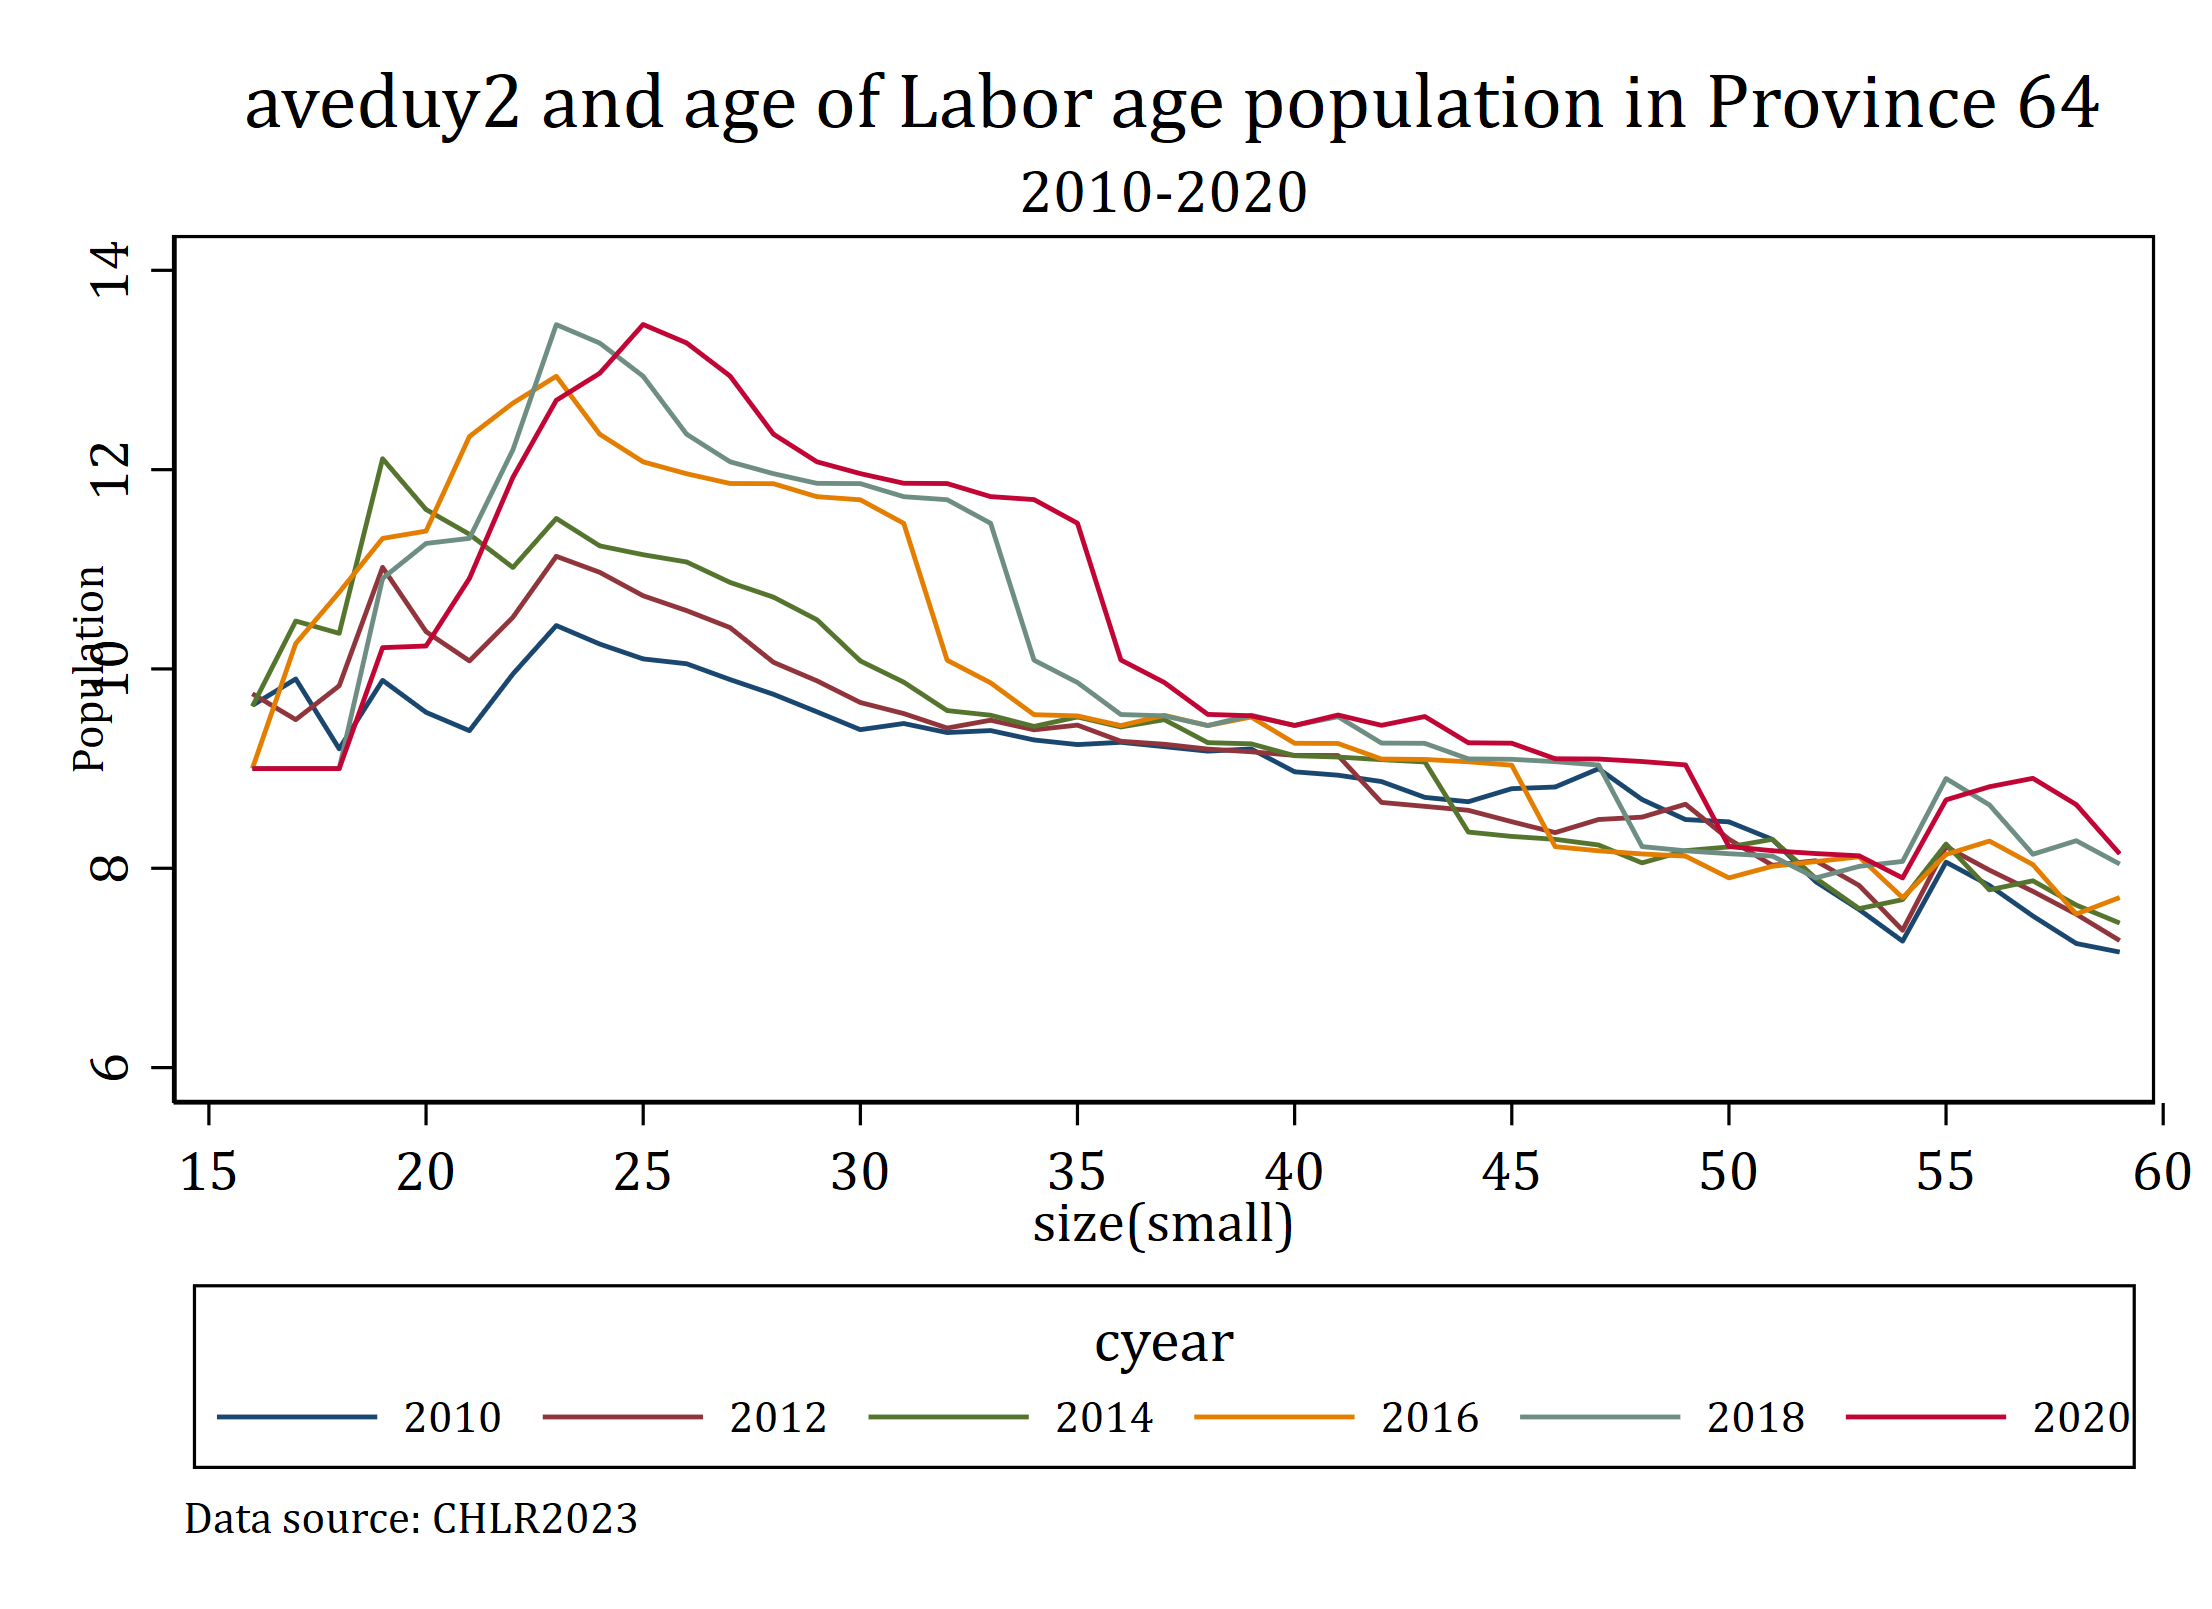 aveduy2 and age of Labor age population in Province 64
2010-2020
Population
14
12
10
8
6
15 20 25 30 35 40 45 50 55 60
size(small)
cyear
2010 2012 2014 2016 2018 2020
Data source: CHLR2023